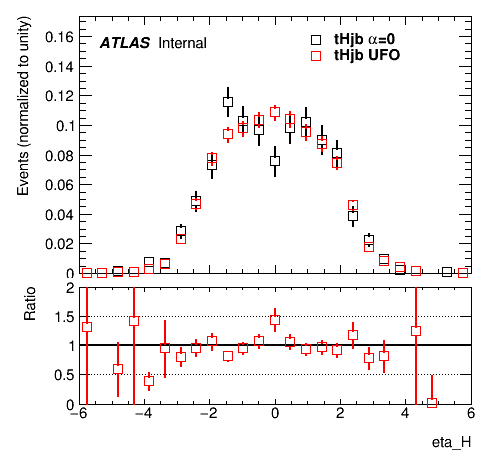 Events (normalized to unity)
0.16
0.14
0.12
0.1
0.08
0.06
0.04
0.02
0
ATLAS Internal
tHjb α=0
tHjb UFO
Ratio
2
1.5
1
0.5
0
−6 −4 −2 0 2 4 6
eta_H